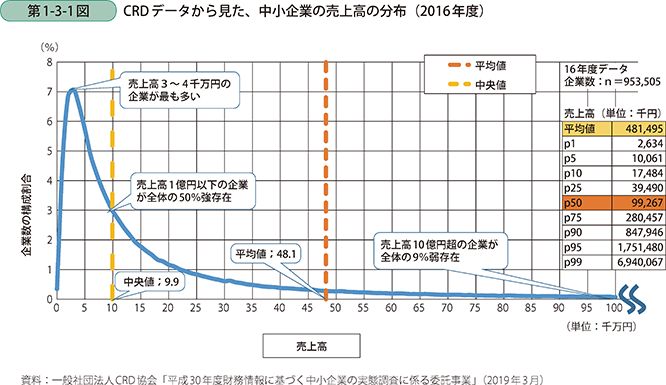 第1-3-1図 CRDデータから見た、中小企業の売上高の分布（2016年度）
（%）
8
7
6
5
4
3
2
1
0
企業数の構成割合
売上高３～４千万円の
企業が最も多い
売上高１億円以下の企業
が全体の50%強存在
中央値；9.9
平均値；48.1
売上高10億円超の企業が
全体の９%弱存在
平均値
中央値
16年度データ
企業数：n＝953,505
売上高（単位：千円）
平均値 481,495
p1 2,634
p5 10,061
p10 17,484
p25 39,490
p50 99,267
p75 280,457
p90 847,946
p95 1,751,480
p99 6,940,067
0 5 10 15 20 25 30 35 40 45 50 55 60 65 70 75 80 85 90 95 100
（単位：千万円）
売上高
資料：一般社団法人CRD協会「平成30年度財務情報に基づく中小企業の実態調査に係る委託事業」（2019年３月）